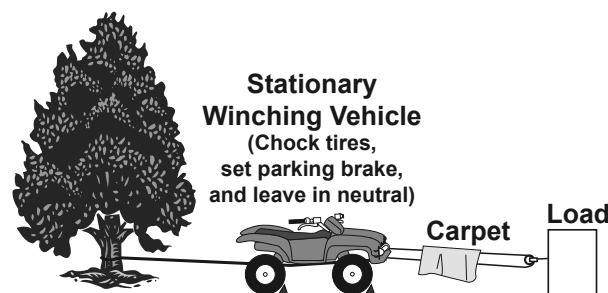 Stationary
Winching Vehicle
(Chock tires,
set parking brake,
and leave in neutral)
Carpet
Load